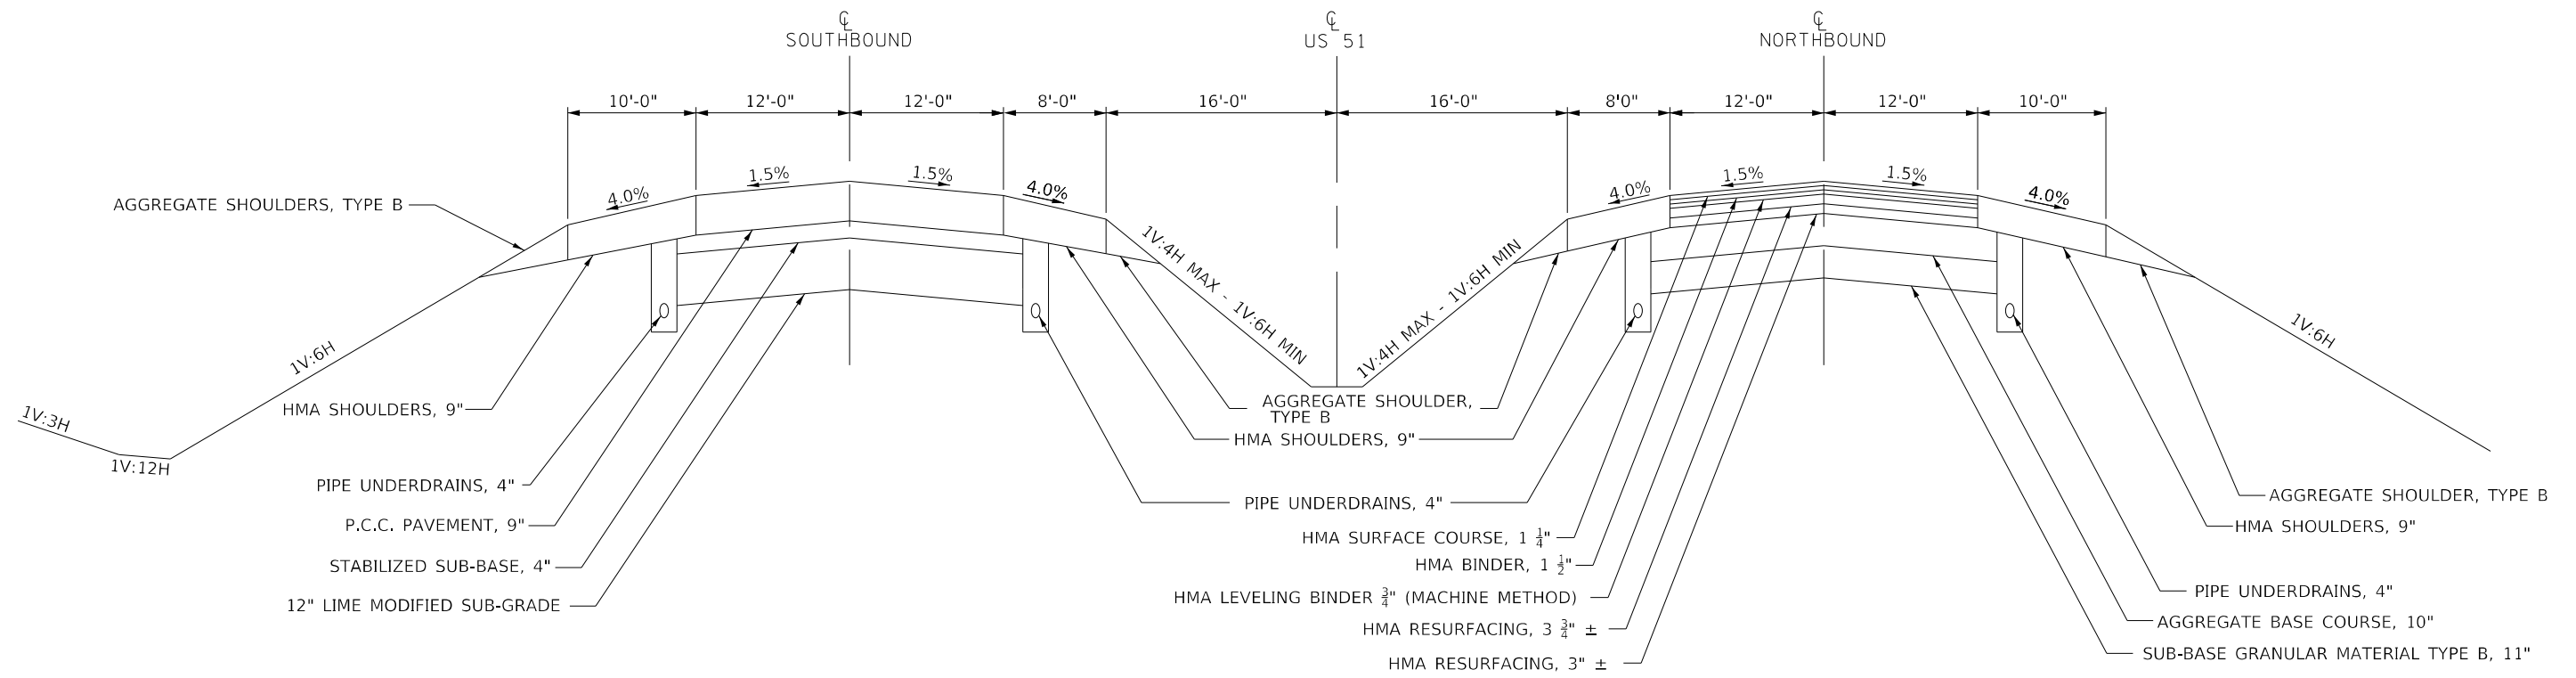 ℄
SOUTHBOUND
℄
US 51
℄
NORTHBOUND
10'-0"
12'-0"
12'-0"
8'-0"
16'-0"
16'-0"
8'0"
12'-0"
12'-0"
10'-0"
AGGREGATE SHOULDERS, TYPE B
4.0%
1.5%
1.5%
4.0%
4.0%
1.5%
1.5%
4.0%
1V:4H MAX - 1V:6H MIN
1V:4H MAX - 1V:6H MIN
1V:6H
1V:6H
1V:3H
1V:12H
HMA SHOULDERS, 9"
AGGREGATE SHOULDER,
TYPE B
HMA SHOULDERS, 9"
PIPE UNDERDRAINS, 4"
PIPE UNDERDRAINS, 4"
P.C.C. PAVEMENT, 9"
STABILIZED SUB-BASE, 4"
12" LIME MODIFIED SUB-GRADE
HMA SURFACE COURSE, 1 1/4"
HMA BINDER, 1 1/2"
HMA LEVELING BINDER 3/4" (MACHINE METHOD)
HMA RESURFACING, 3 3/4" ±
HMA RESURFACING, 3" ±
AGGREGATE SHOULDER, TYPE B
HMA SHOULDERS, 9"
PIPE UNDERDRAINS, 4"
AGGREGATE BASE COURSE, 10"
SUB-BASE GRANULAR MATERIAL TYPE B, 11"